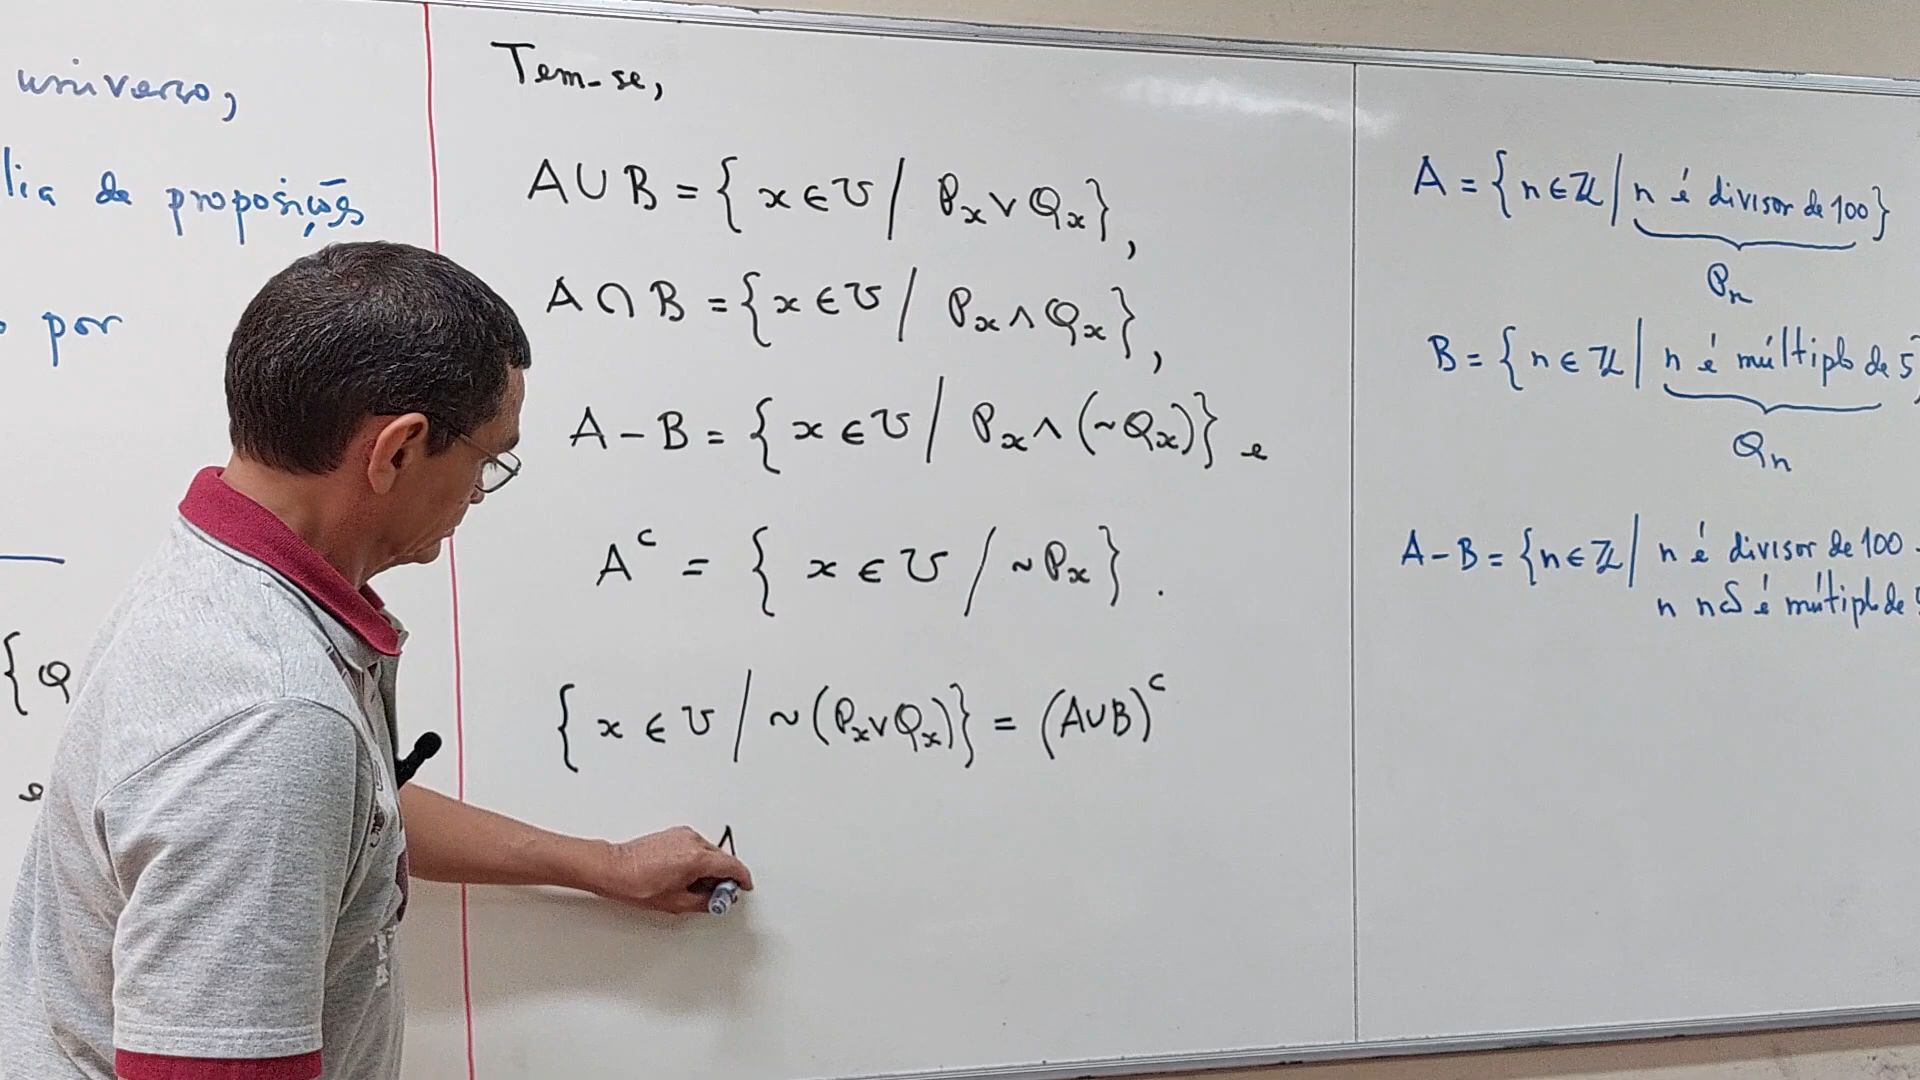 universo,
lia de proposições
por
{Q
e
Tem-se,
A∪B = { x ∈ U / Px ∨ Qx},
A∩B = {x ∈ U / Px ∧ Qx},
A - B = { x ∈ U / Px ∧ (~Qx)} e
A^c = { x ∈ U / ~Px}.
{ x ∈ U / ~(Px∨Qx)} = (A∪B)^c
A = {n∈ℤ | n é divisor de 100}
Pn
B = {n ∈ ℤ | n é múltiplo de 5}
Qn
A-B = {n∈ℤ | n é divisor de 100
n não é múltiplo de 5